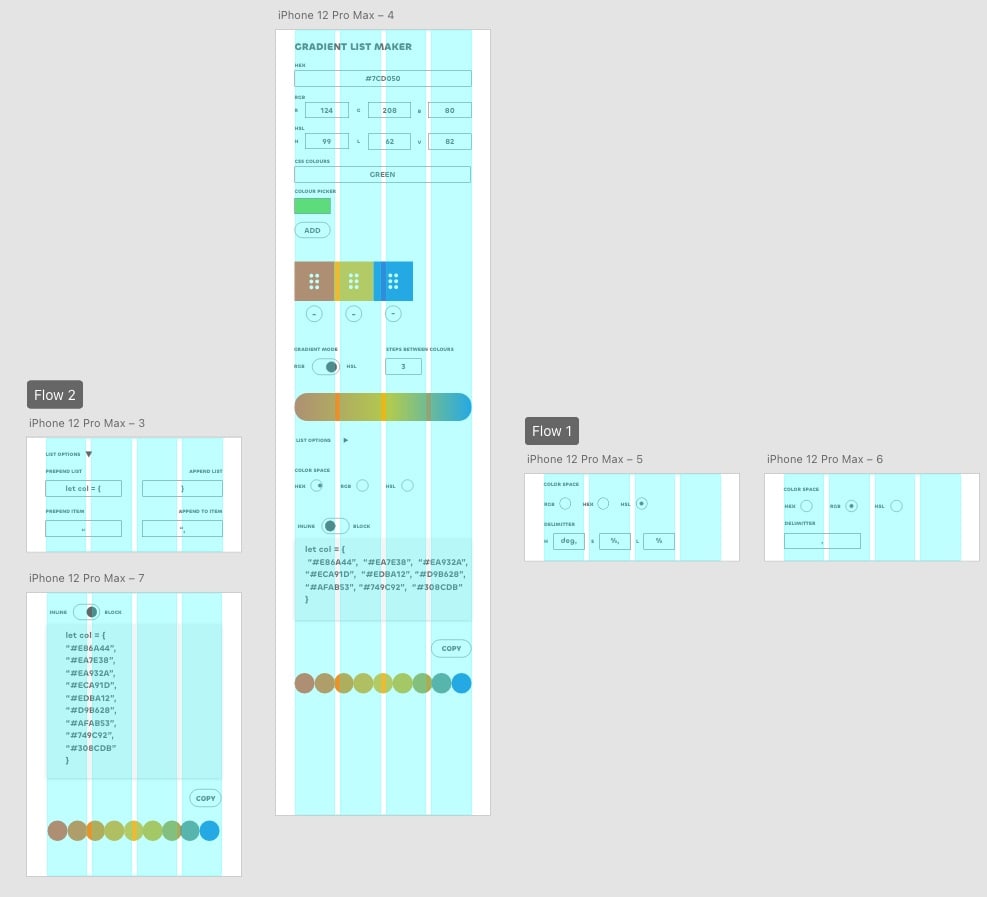 iPhone 12 Pro Max – 4
GRADIENT LIST MAKER
HEX
#7CD050
RGB
R 124 G 208 B 80
HSL
H 99 L 62 V 82
CSS COLOURS
GREEN
COLOUR PICKER
ADD
- - -
GRADIENT MODE STEPS BETWEEN COLOURS
RGB HSL 3
LIST OPTIONS
COLOR SPACE
HEX RGB HSL
INLINE BLOCK
let col = {
"#E86A44", "#EA7E38", "#EA932A",
"#ECA91D", "#EDBA12", "#D9B628",
"#AFAB53", "#749C92", "#308CDB"
}
COPY
Flow 2
iPhone 12 Pro Max – 3
LIST OPTIONS
PREPEND LIST APPEND LIST
let col = { }
PREPEND ITEM APPEND TO ITEM
" ",
iPhone 12 Pro Max – 7
INLINE BLOCK
let col = {
"#E86A44",
"#EA7E38",
"#EA932A",
"#ECA91D",
"#EDBA12",
"#D9B628",
"#AFAB53",
"#749C92",
"#308CDB"
}
COPY
Flow 1
iPhone 12 Pro Max – 5
COLOR SPACE
RGB HEX HSL
DELIMITTER
H deg, S %, L %
iPhone 12 Pro Max – 6
COLOR SPACE
HEX RGB HSL
DELIMITTER
,